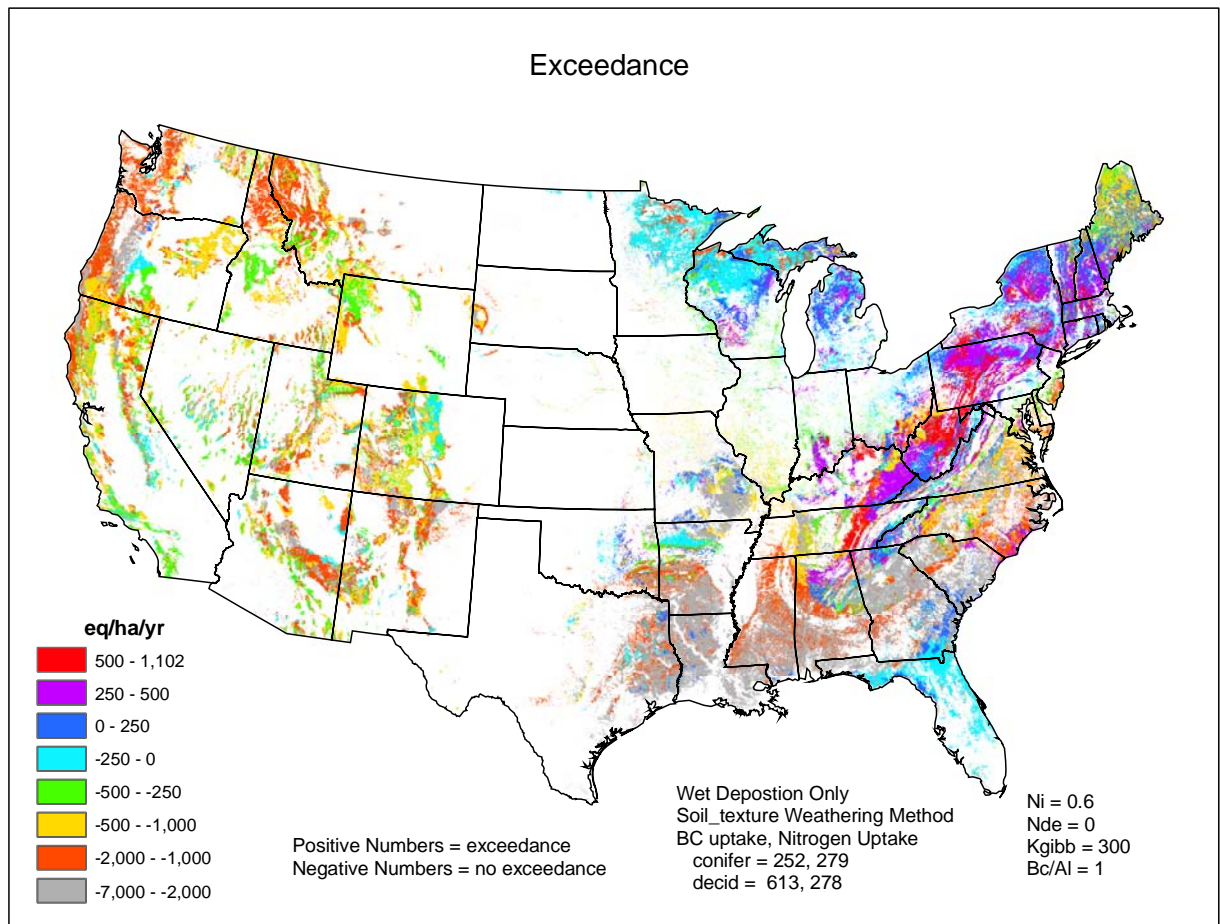 Exceedance
eq/ha/yr
500 - 1,102
250 - 500
0 - 250
-250 - 0
-500 - -250
-500 - -1,000
-2,000 - -1,000
-7,000 - -2,000
Positive Numbers = exceedance
Negative Numbers = no exceedance
Wet Depostion Only
Soil_texture Weathering Method
BC uptake, Nitrogen Uptake
conifer = 252, 279
decid = 613, 278
Ni = 0.6
Nde = 0
Kgibb = 300
Bc/Al = 1